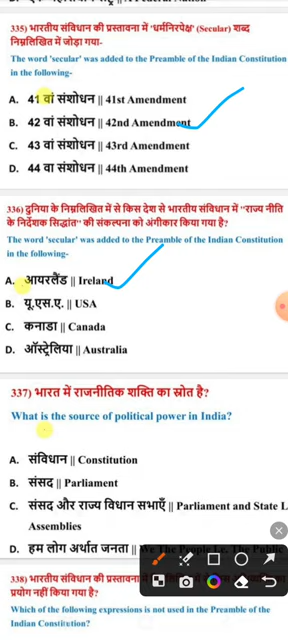 335) भारतीय संविधान की प्रस्तावना में 'धर्मनिरपेक्ष' (Secular) शब्द
निम्नलिखित में जोड़ा गया-
The word 'secular' was added to the Preamble of the Indian Constitution
in the following-
A. 41 वां संशोधन || 41st Amendment
B. 42 वां संशोधन || 42nd Amendment
C. 43 वां संशोधन || 43rd Amendment
D. 44 वां संशोधन || 44th Amendment
336) दुनिया के निम्नलिखित में से किस देश से भारतीय संविधान में "राज्य नीति
के निर्देशक सिद्धांत" की संकल्पना को अंगीकार किया गया है?
The word 'secular' was added to the Preamble of the Indian Constitution
in the following-
A. आयरलैंड || Ireland
B. यू.एस.ए. || USA
C. कनाडा || Canada
D. ऑस्ट्रेलिया || Australia
337) भारत में राजनीतिक शक्ति का स्रोत है?
What is the source of political power in India?
A. संविधान || Constitution
B. संसद || Parliament
C. संसद और राज्य विधान सभाएँ || Parliament and State L
Assemblies
D. हम लोग अर्थात जनता || We The People I.e. The Public
338) भारतीय संविधान की प्रस्तावना
प्रयोग नहीं किया गया है?
Which of the following expressions is not used in the Preamble of the
Indian Constitution?